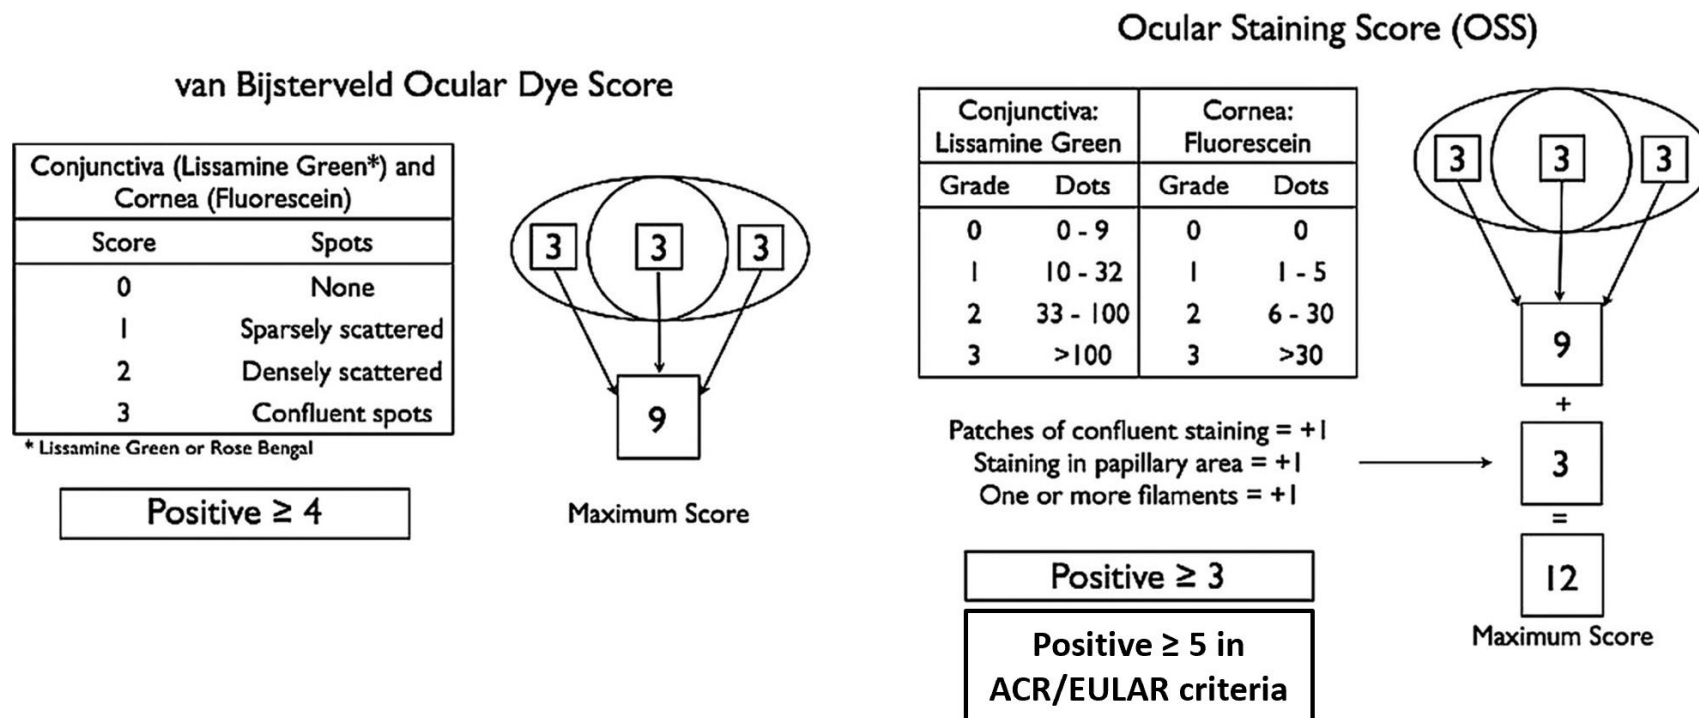 van Bijsterveld Ocular Dye Score
Conjunctiva (Lissamine Green*) and
Cornea (Fluorescein)
Score Spots
0 None
1 Sparsely scattered
2 Densely scattered
3 Confluent spots
* Lissamine Green or Rose Bengal
Positive ≥ 4
3 3 3
9
Maximum Score
Ocular Staining Score (OSS)
Conjunctiva: Cornea:
Lissamine Green Fluorescein
Grade Dots Grade Dots
0 0 - 9 0 0
1 10 - 32 1 1 - 5
2 33 - 100 2 6 - 30
3 >100 3 >30
Patches of confluent staining = +1
Staining in papillary area = +1
One or more filaments = +1
Positive ≥ 3
Positive ≥ 5 in
ACR/EULAR criteria
3 3 3
9
+
3
=
12
Maximum Score